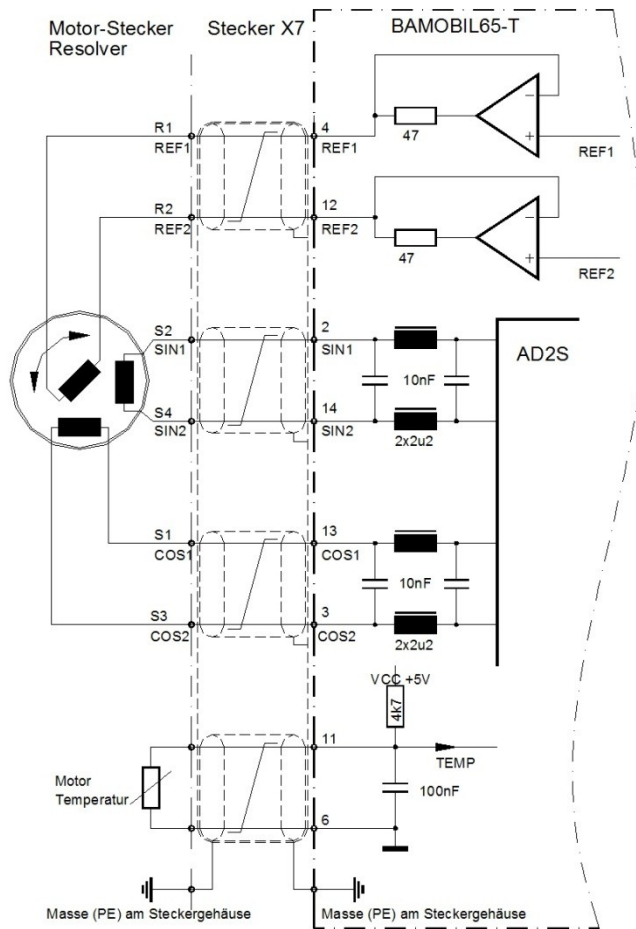 Motor-Stecker
Resolver
Stecker X7
BAMOBIL65-T
R1
REF1
4
REF1
47
REF1
R2
REF2
12
REF2
47
REF2
S2
SIN1
2
SIN1
AD2S
10nF
S4
SIN2
14
SIN2
2x2u2
S1
COS1
13
COS1
10nF
S3
COS2
3
COS2
2x2u2
VCC +5V
4k7
11
TEMP
Motor
Temperatur
100nF
6
Masse (PE) am Steckergehäuse
Masse (PE) am Steckergehäuse